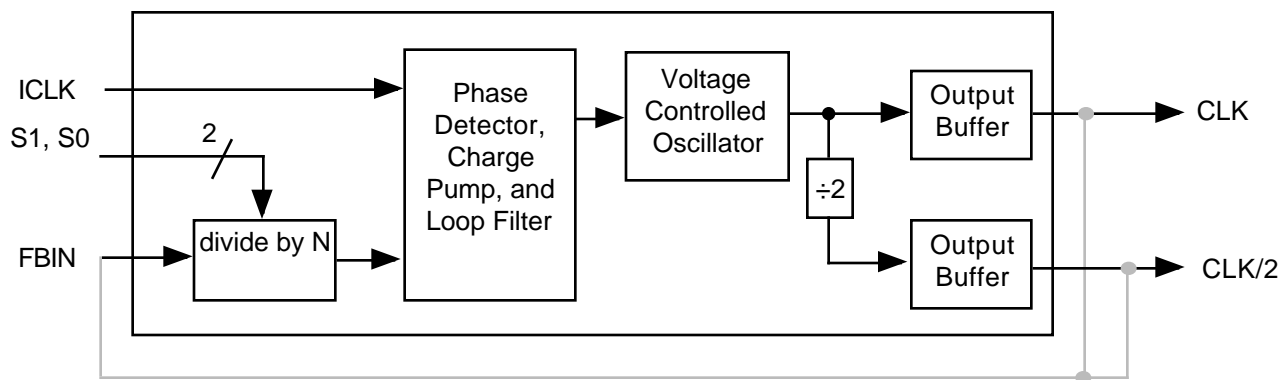 ICLK
S1, S0
2
FBIN
divide by N
Phase
Detector,
Charge
Pump, and
Loop Filter
Voltage
Controlled
Oscillator
÷2
Output
Buffer
CLK
Output
Buffer
CLK/2